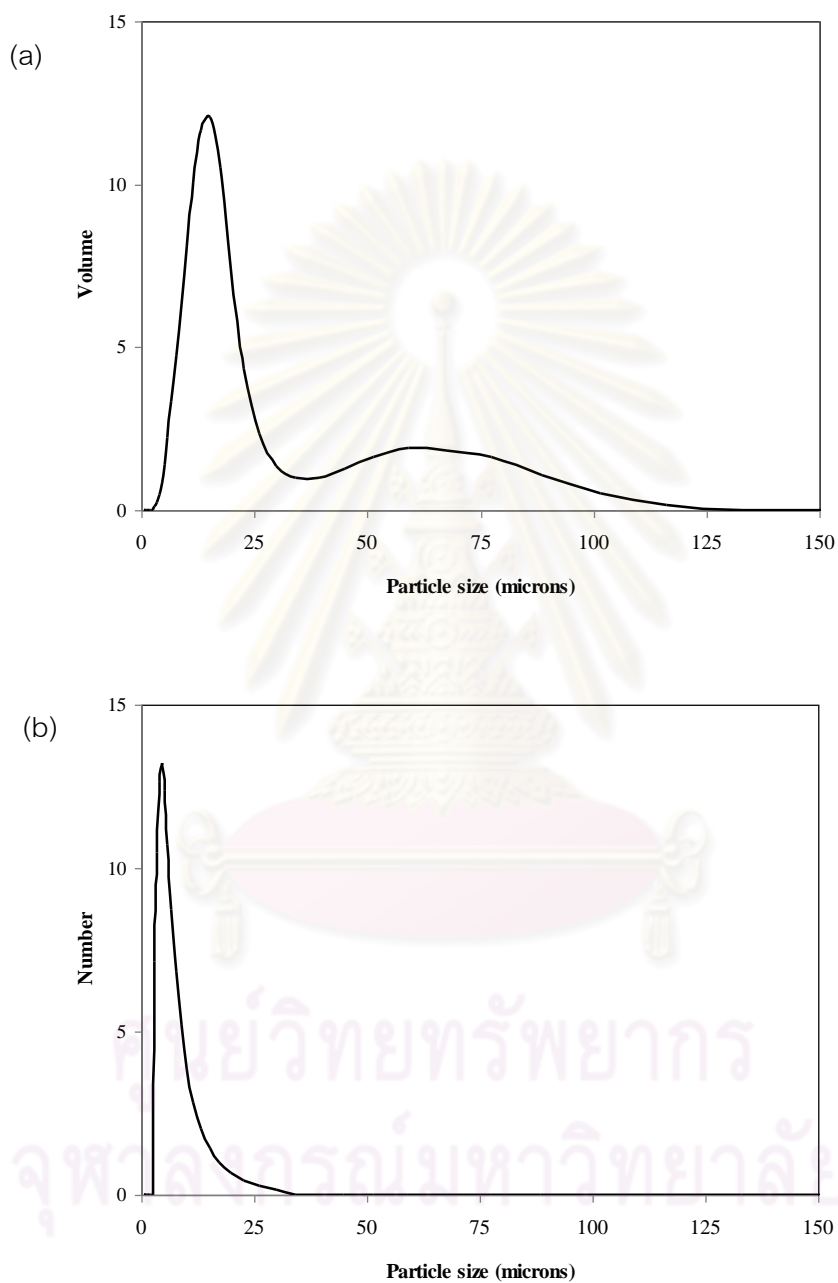 (a)
15
10
5
0
Volume
0 25 50 75 100 125 150
Particle size (microns)
(b)
15
10
5
0
Number
0 25 50 75 100 125 150
Particle size (microns)
ศูนย์วิทยทรัพยากร
จุฬาลงกรณ์มหาวิทยาลัย